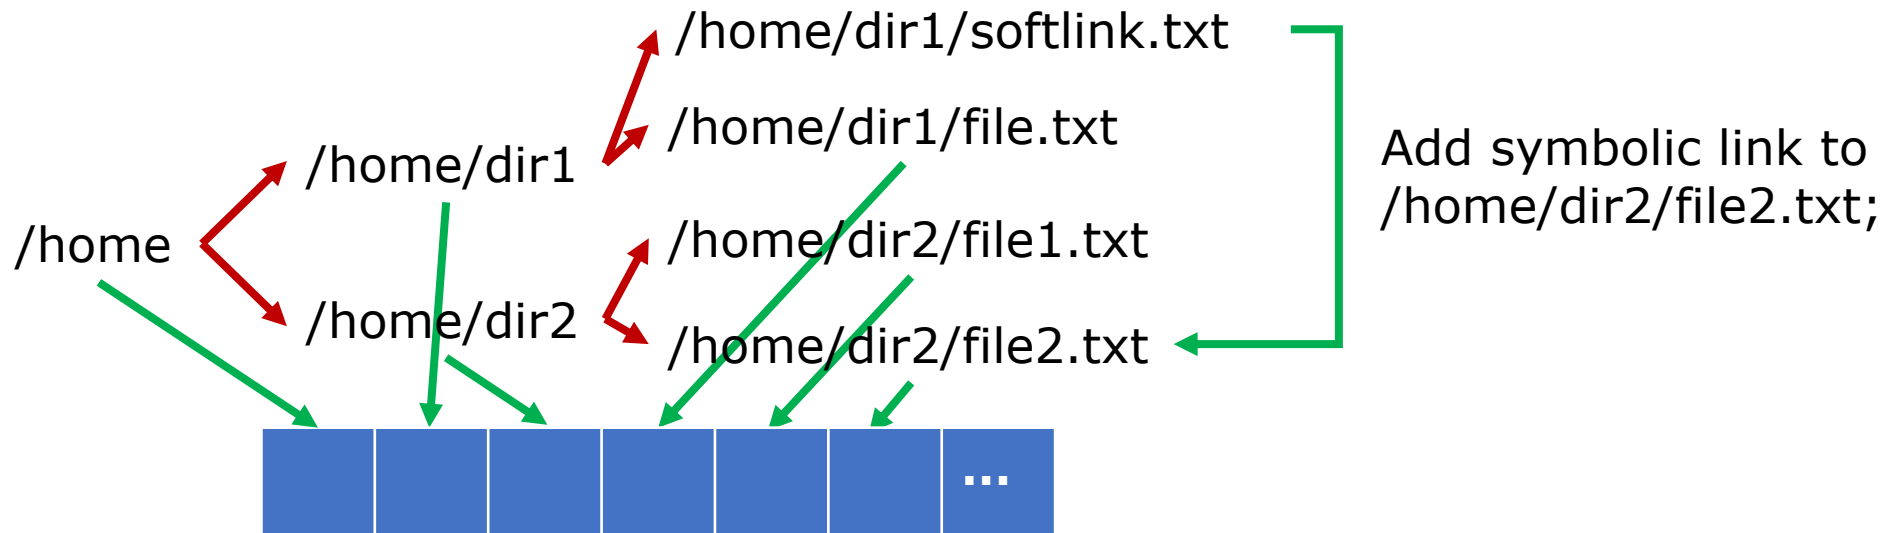 /home/dir1/softlink.txt
/home/dir1/file.txt
/home/dir1
/home/dir2/file1.txt
/home
/home/dir2
/home/dir2/file2.txt
Add symbolic link to
/home/dir2/file2.txt;
...